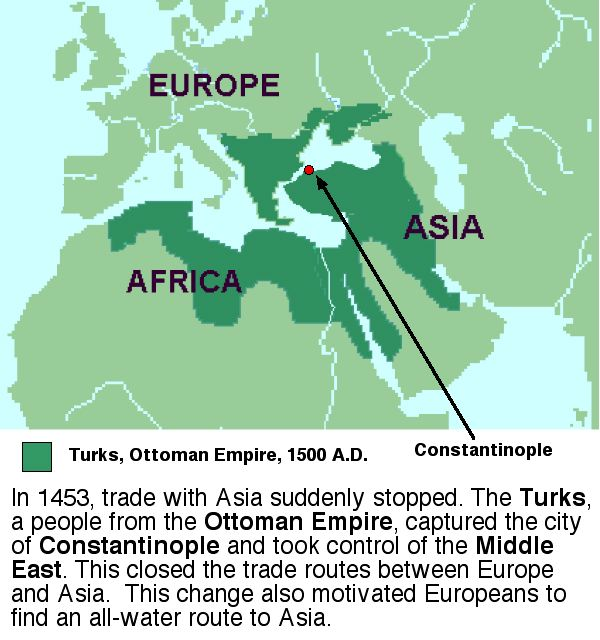 EUROPE
ASIA
AFRICA
Constantinople
Turks, Ottoman Empire, 1500 A.D.
In 1453, trade with Asia suddenly stopped. The Turks,
a people from the Ottoman Empire, captured the city
of Constantinople and took control of the Middle
East. This closed the trade routes between Europe
and Asia.  This change also motivated Europeans to
find an all-water route to Asia.